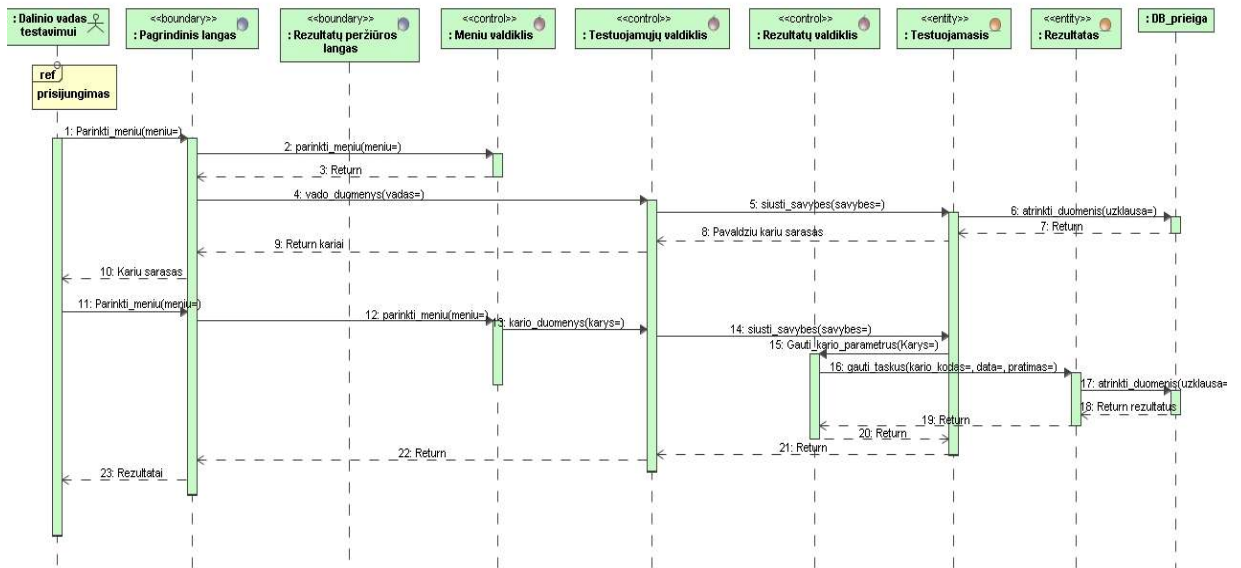 : Dalinio vadas
testavimui
<<boundary>>
: Pagrindinis langas
<<boundary>>
: Rezultatų peržiūros
langas
<<control>>
: Meniu valdiklis
<<control>>
: Testuojamųjų valdiklis
<<control>>
: Rezultatų valdiklis
<<entity>>
: Testuojamasis
<<entity>>
: Rezultatas
: DB_prieiga
ref
prisijungimas
1: Parinkti_meniu(meniu=)
2: parinkti_meniu(meniu=)
3: Return
4: vado_duomenys(vadas=)
5: siusti_savybes(savybes=)
6: atrinkti_duomenis(uzklausa=)
7: Return
8: Pavaldziu kariu sarasas
9: Return kariai
10: Kariu sarasas
11: Parinkti_meniu(meniu=)
12: parinkti_meniu(meniu=)
13: kario_duomenys(karys=)
14: siusti_savybes(savybes=)
15: Gauti_kario_parametrus(Karys=)
16: gauti_taskus(kario_kodas=, data=, pratimas=)
17: atrinkti_duomenis(uzklausa=
18: Return rezultatus
19: Return
20: Return
21: Return
22: Return
23: Rezultatai